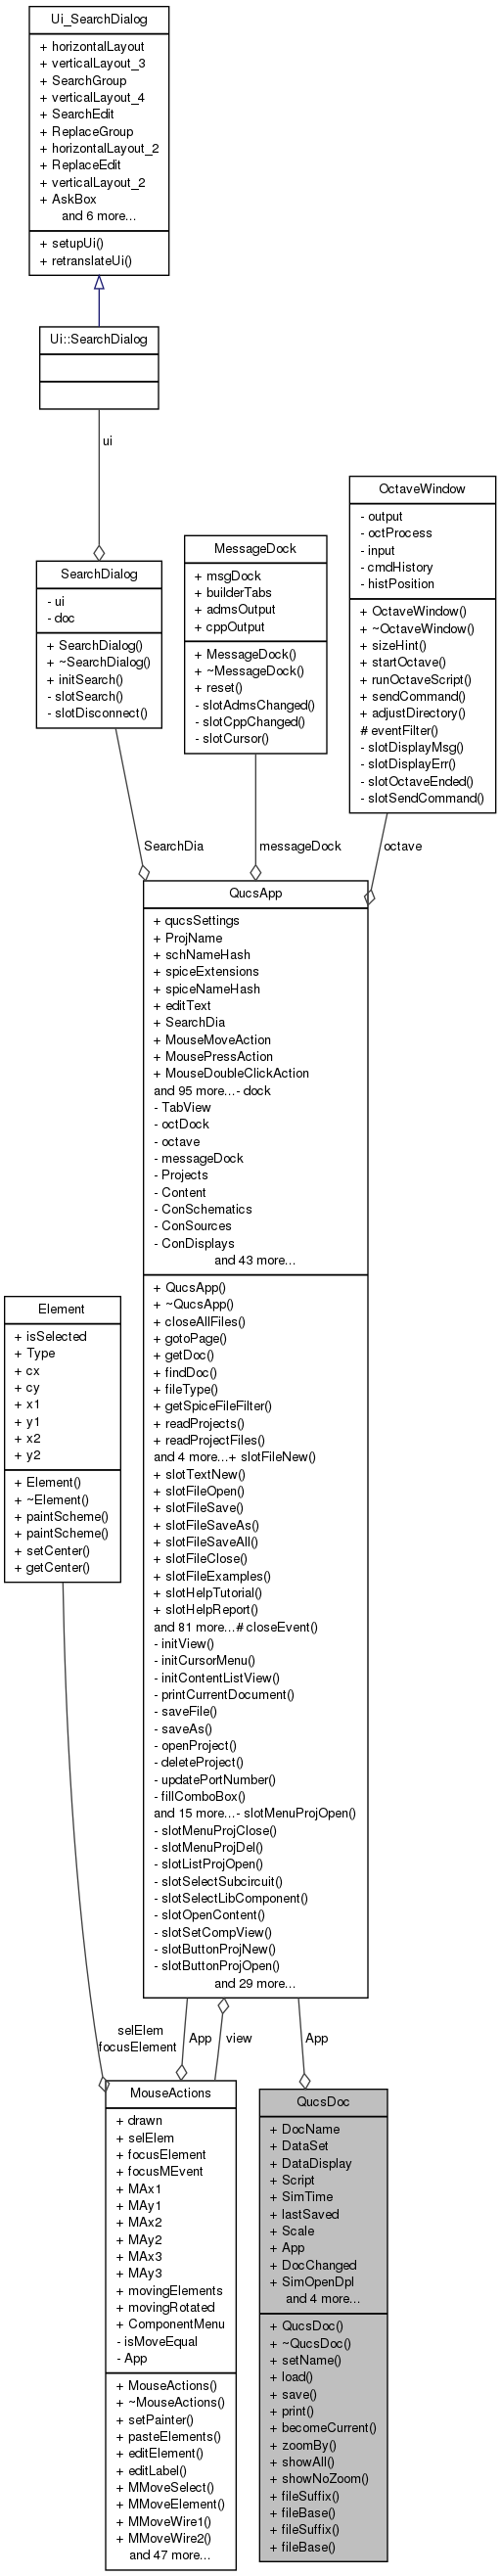 Ui_SearchDialog
+ horizontalLayout
+ verticalLayout_3
+ SearchGroup
+ verticalLayout_4
+ SearchEdit
+ ReplaceGroup
+ horizontalLayout_2
+ ReplaceEdit
+ verticalLayout_2
+ AskBox
and 6 more...
+ setupUi()
+ retranslateUi()
Ui::SearchDialog
ui
SearchDialog
- ui
- doc
+ SearchDialog()
+ ~SearchDialog()
+ initSearch()
- slotSearch()
- slotDisconnect()
MessageDock
+ msgDock
+ builderTabs
+ admsOutput
+ cppOutput
+ MessageDock()
+ ~MessageDock()
+ reset()
- slotAdmsChanged()
- slotCppChanged()
- slotCursor()
OctaveWindow
- output
- octProcess
- input
- cmdHistory
- histPosition
+ OctaveWindow()
+ ~OctaveWindow()
+ sizeHint()
+ startOctave()
+ runOctaveScript()
+ sendCommand()
+ adjustDirectory()
# eventFilter()
- slotDisplayMsg()
- slotDisplayErr()
- slotOctaveEnded()
- slotSendCommand()
SearchDia
messageDock
octave
QucsApp
+ qucsSettings
+ ProjName
+ schNameHash
+ spiceExtensions
+ spiceNameHash
+ editText
+ SearchDia
+ MouseMoveAction
+ MousePressAction
+ MouseDoubleClickAction
and 95 more...- dock
- TabView
- octDock
- octave
- messageDock
- Projects
- Content
- ConSchematics
- ConSources
- ConDisplays
and 43 more...
+ QucsApp()
+ ~QucsApp()
+ closeAllFiles()
+ gotoPage()
+ getDoc()
+ findDoc()
+ fileType()
+ getSpiceFileFilter()
+ readProjects()
+ readProjectFiles()
and 4 more...+ slotFileNew()
+ slotTextNew()
+ slotFileOpen()
+ slotFileSave()
+ slotFileSaveAs()
+ slotFileSaveAll()
+ slotFileClose()
+ slotFileExamples()
+ slotHelpTutorial()
+ slotHelpReport()
and 81 more...# closeEvent()
- initView()
- initCursorMenu()
- initContentListView()
- printCurrentDocument()
- saveFile()
- saveAs()
- openProject()
- deleteProject()
- updatePortNumber()
- fillComboBox()
and 15 more...- slotMenuProjOpen()
- slotMenuProjClose()
- slotMenuProjDel()
- slotListProjOpen()
- slotSelectSubcircuit()
- slotSelectLibComponent()
- slotOpenContent()
- slotSetCompView()
- slotButtonProjNew()
- slotButtonProjOpen()
and 29 more...
Element
+ isSelected
+ Type
+ cx
+ cy
+ x1
+ y1
+ x2
+ y2
+ Element()
+ ~Element()
+ paintScheme()
+ paintScheme()
+ setCenter()
+ getCenter()
selElem
focusElement
App
view
App
MouseActions
+ drawn
+ selElem
+ focusElement
+ focusMEvent
+ MAx1
+ MAy1
+ MAx2
+ MAy2
+ MAx3
+ MAy3
+ movingElements
+ movingRotated
+ ComponentMenu
- isMoveEqual
- App
+ MouseActions()
+ ~MouseActions()
+ setPainter()
+ pasteElements()
+ editElement()
+ editLabel()
+ MMoveSelect()
+ MMoveElement()
+ MMoveWire1()
+ MMoveWire2()
and 47 more...
QucsDoc
+ DocName
+ DataSet
+ DataDisplay
+ Script
+ SimTime
+ lastSaved
+ Scale
+ App
+ DocChanged
+ SimOpenDpl
and 4 more...
+ QucsDoc()
+ ~QucsDoc()
+ setName()
+ load()
+ save()
+ print()
+ becomeCurrent()
+ zoomBy()
+ showAll()
+ showNoZoom()
+ fileSuffix()
+ fileBase()
+ fileSuffix()
+ fileBase()